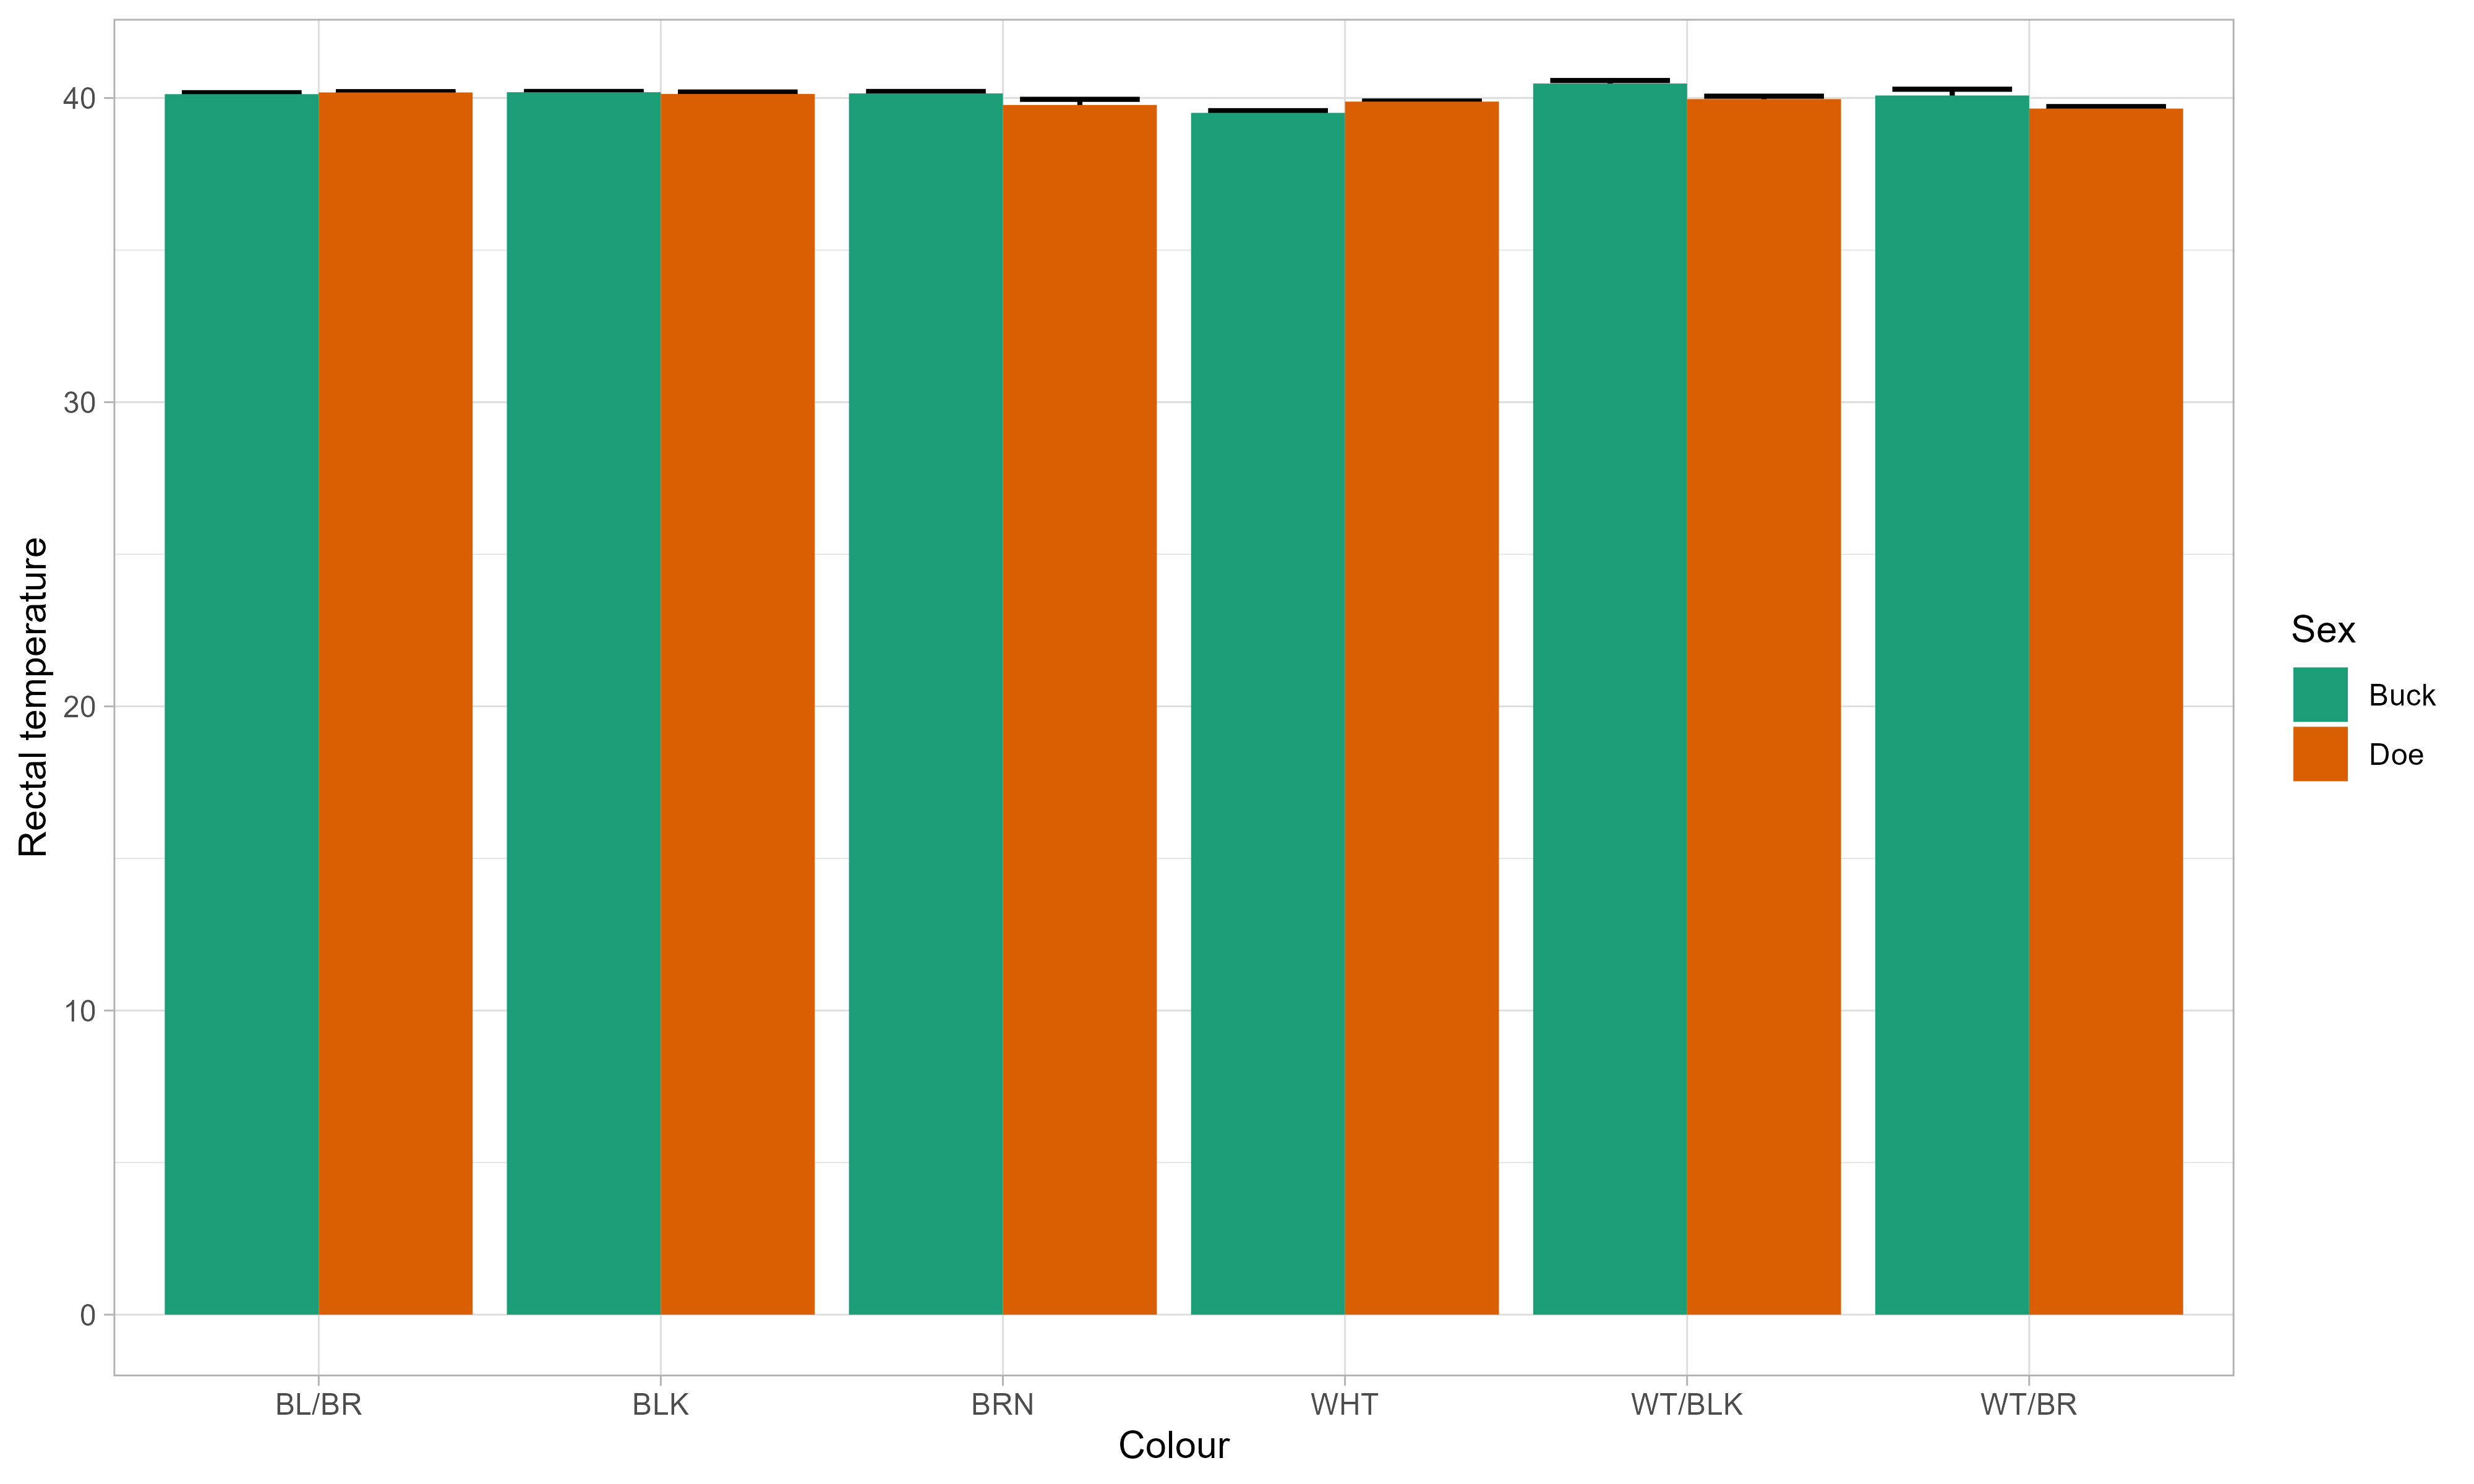 Rectal temperature
40
30
20
10
0
BL/BR
BLK
BRN
WHT
WT/BLK
WT/BR
Colour
Sex
Buck
Doe